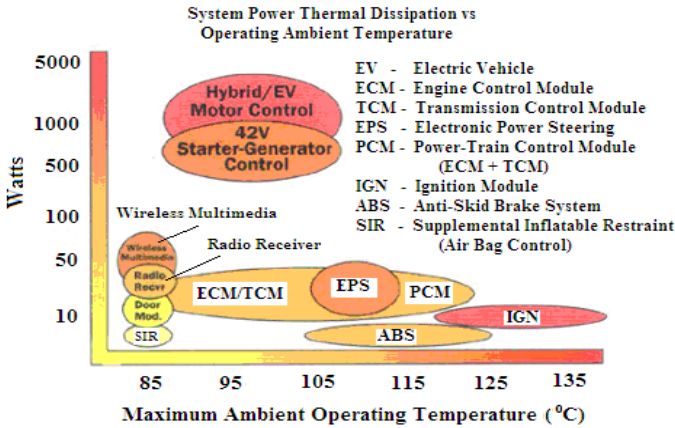 System Power Thermal Dissipation vs
Operating Ambient Temperature
5000
1000
500
100
50
10
Watts
Hybrid/EV
Motor Control
42V
Starter-Generator
Control
EV - Electric Vehicle
ECM - Engine Control Module
TCM - Transmission Control Module
EPS - Electronic Power Steering
PCM - Power-Train Control Module
(ECM + TCM)
IGN - Ignition Module
ABS - Anti-Skid Brake System
SIR - Supplemental Inflatable Restraint
(Air Bag Control)
Wireless Multimedia
Radio Receiver
Wireless
Multimedia
Radio
Recvr
Door
Mod.
SIR
ECM/TCM
EPS
PCM
IGN
ABS
85 95 105 115 125 135
Maximum Ambient Operating Temperature (⁰C)